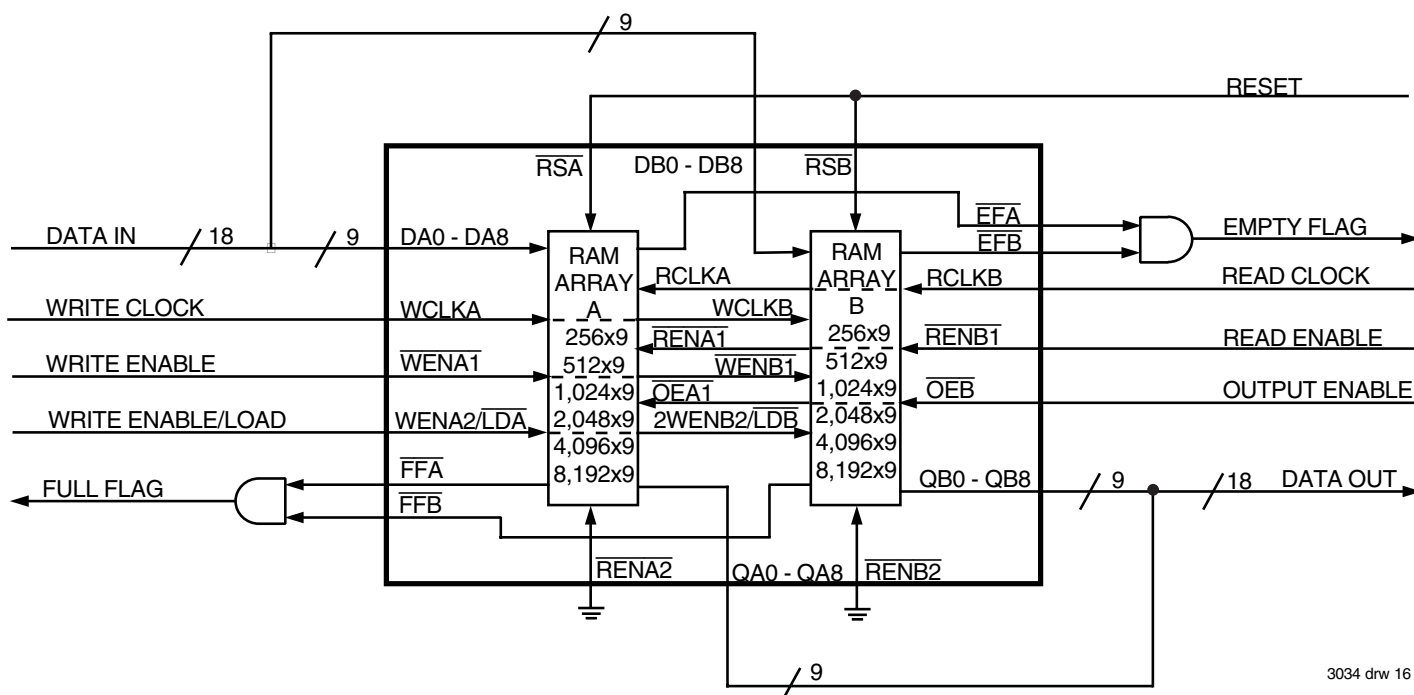 9
RESET
RSA
DB0 - DB8
RSB
DATA IN
18
9
DA0 - DA8
EFA
EFB
EMPTY FLAG
RAM
ARRAY
A
256x9
512x9
1,024x9
2,048x9
4,096x9
8,192x9
RAM
ARRAY
B
256x9
512x9
1,024x9
2,048x9
4,096x9
8,192x9
RCLKA
RCLKB
READ CLOCK
WRITE CLOCK
WCLKA
WCLKB
RENA1
RENB1
READ ENABLE
WRITE ENABLE
WENA1
WENB1
OEA1
OEB
OUTPUT ENABLE
WRITE ENABLE/LOAD
WENA2/LDA
2WENB2/LDB
FFA
FULL FLAG
FFB
QB0 - QB8
9
18
DATA OUT
RENA2
QA0 - QA8
RENB2
9
3034 drw 16